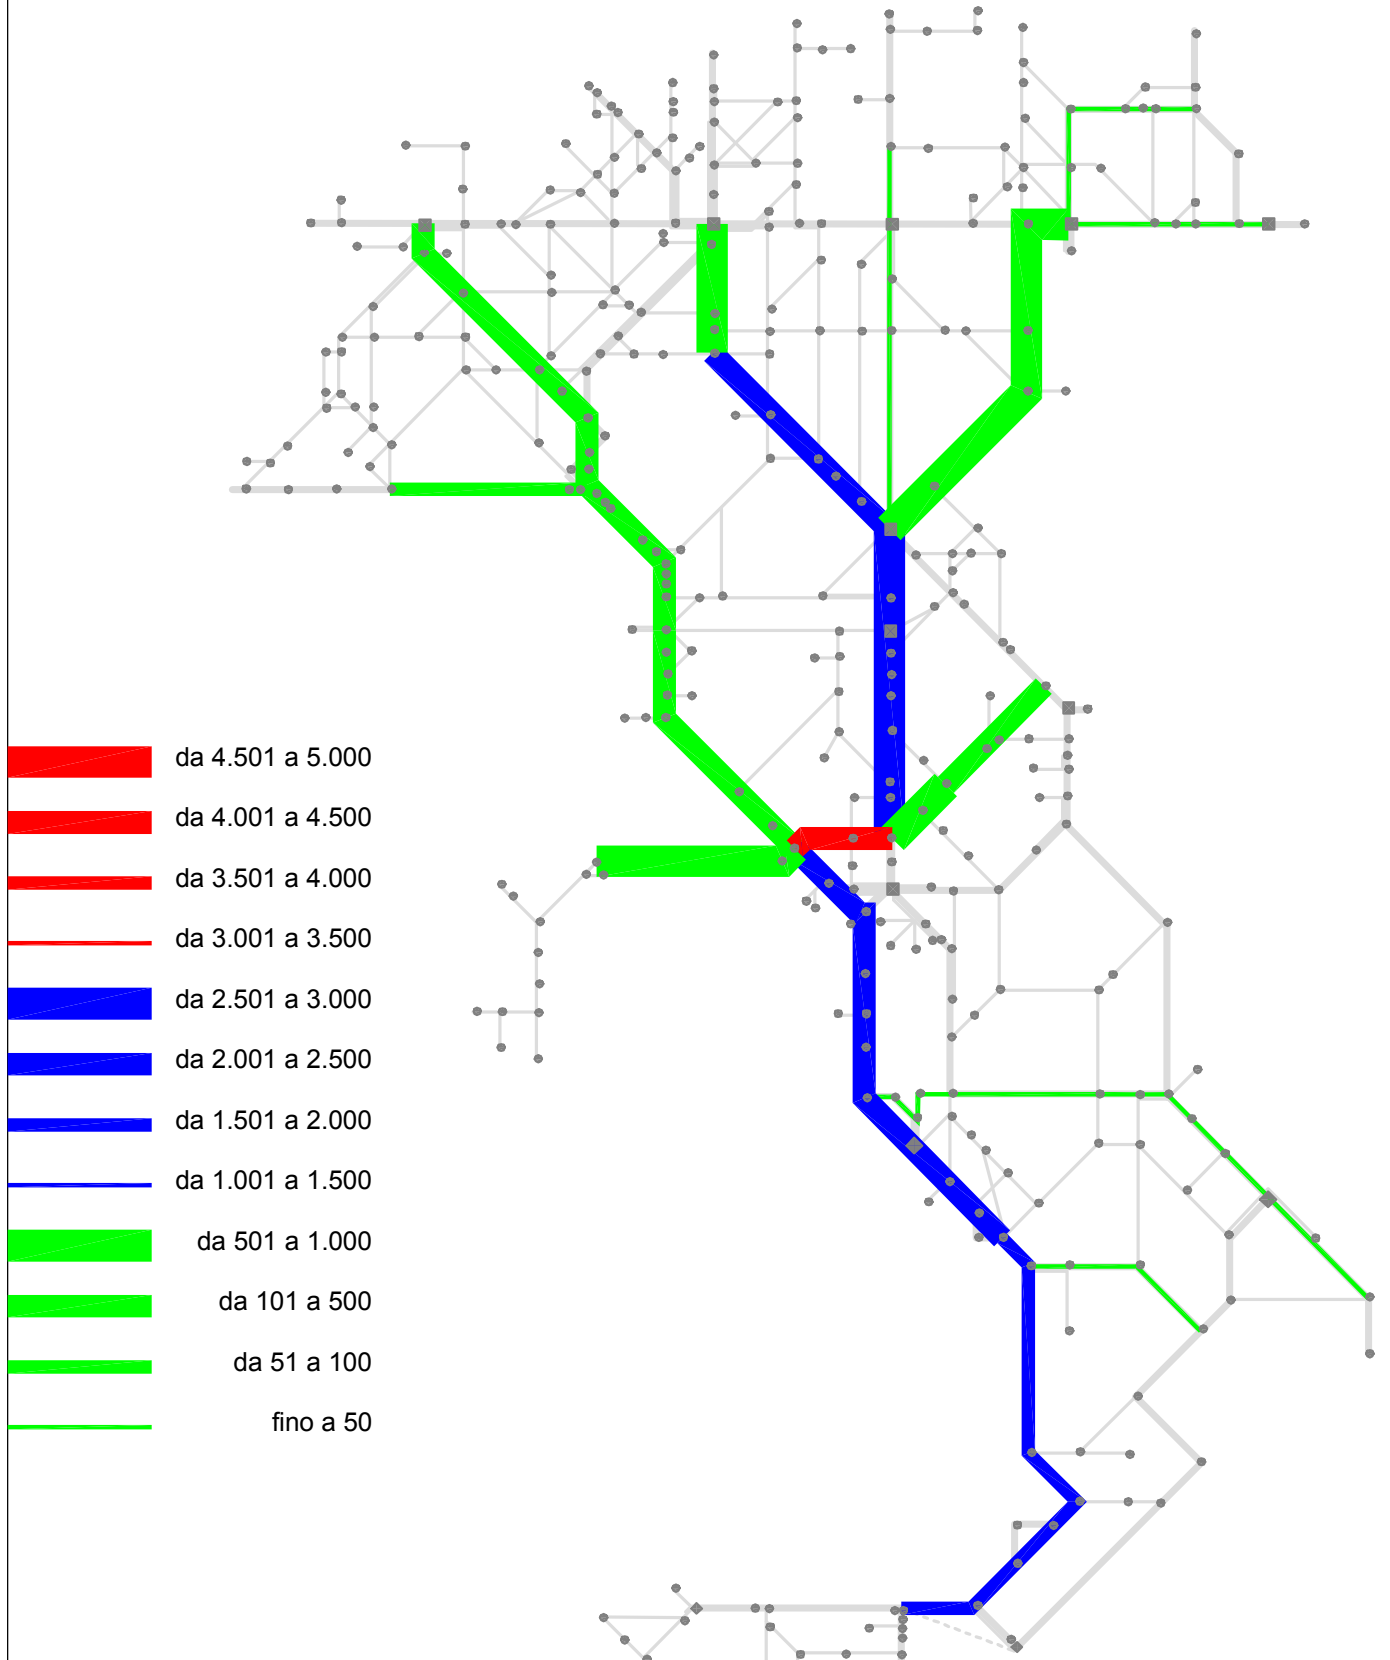 da 4.501 a 5.000
da 4.001 a 4.500
da 3.501 a 4.000
da 3.001 a 3.500
da 2.501 a 3.000
da 2.001 a 2.500
da 1.501 a 2.000
da 1.001 a 1.500
da 501 a 1.000
da 101 a 500
da 51 a 100
fino a 50